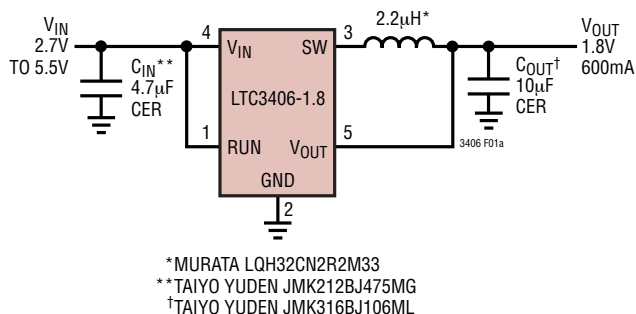 VIN
2.7V
TO 5.5V
CIN**
4.7µF
CER
4
VIN
SW
3
2.2µH*
LTC3406-1.8
1
RUN
VOUT
5
GND
2
VOUT
1.8V
600mA
COUT†
10µF
CER
3406 F01a
*MURATA LQH32CN2R2M33
**TAIYO YUDEN JMK212BJ475MG
†TAIYO YUDEN JMK316BJ106ML